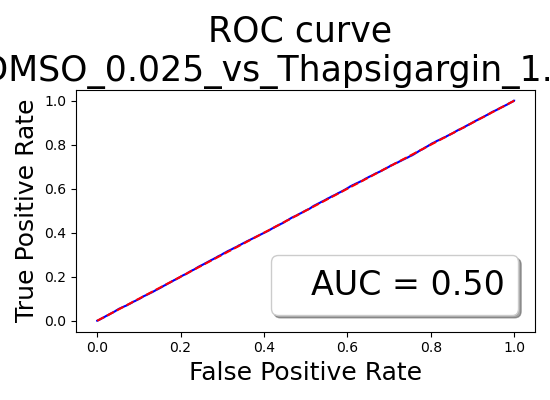 ROC curve
DMSO_0.025_vs_Thapsigargin_1.
True Positive Rate
1.0
0.8
0.6
0.4
0.2
0.0
AUC = 0.50
0.0 0.2 0.4 0.6 0.8 1.0
False Positive Rate